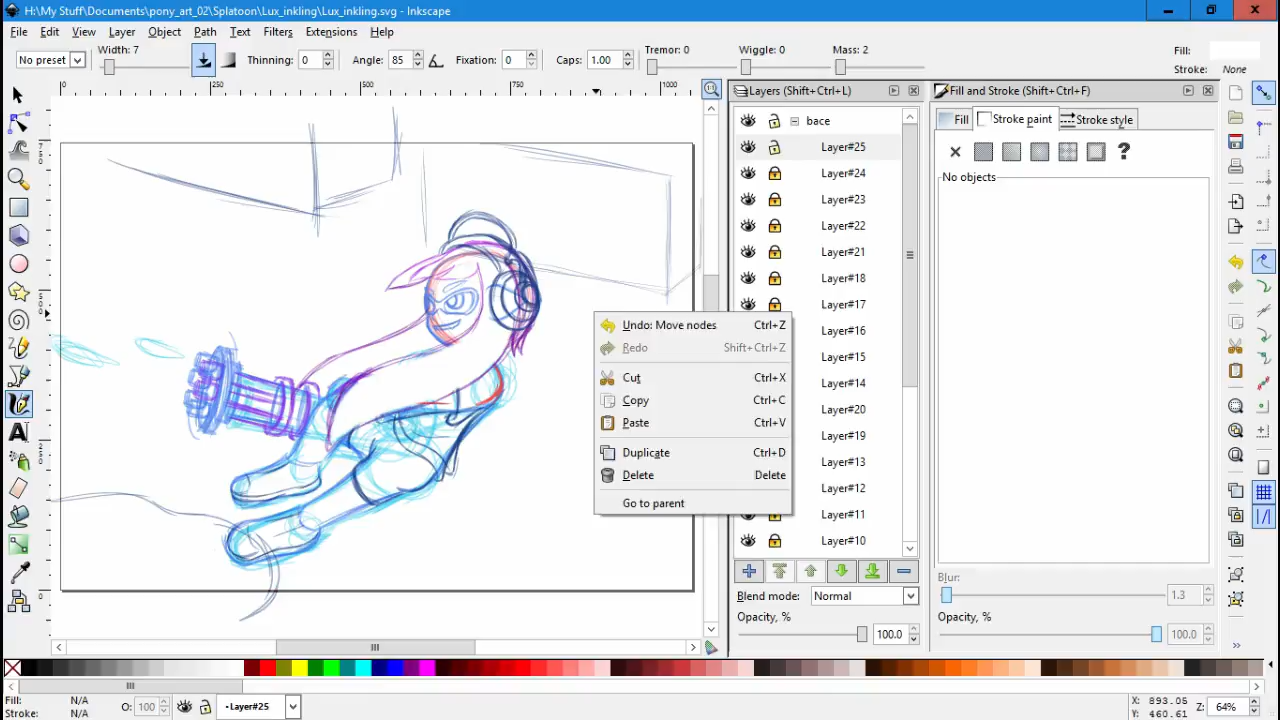 H:\My Stuff\Documents\pony_art_02\Splatoon\Lux_inkling\Lux_inkling.svg - Inkscape
File Edit View Layer Object Path Text Filters Extensions Help
No preset Width: 7 Thinning: 0 Angle: 85 Fixation: 0 Caps: 1.00 Tremor: 0 Wiggle: 0 Mass: 2 Fill:
Stroke: None
0 250 500 750 1000
Layers (Shift+Ctrl+L) Fill and Stroke (Shift+Ctrl+F)
bace
Fill Stroke paint Stroke style
Layer#25
Layer#24
No objects
Layer#23
Layer#22
Layer#21
Layer#18
Layer#17
Layer#16
Layer#15
Layer#14
Layer#20
Layer#19
Layer#13
Layer#12
Layer#11
Layer#10
Undo: Move nodes Ctrl+Z
Redo Shift+Ctrl+Z
Cut Ctrl+X
Copy Ctrl+C
Paste Ctrl+V
Duplicate Ctrl+D
Delete Delete
Go to parent
Blend mode: Normal
Opacity, % 100.0
Blur: 1.3
Opacity, % 100.0
Fill: N/A
Stroke: N/A
O: 100 •Layer#25
X: 893.05
Y: 460.61
Z: 64%